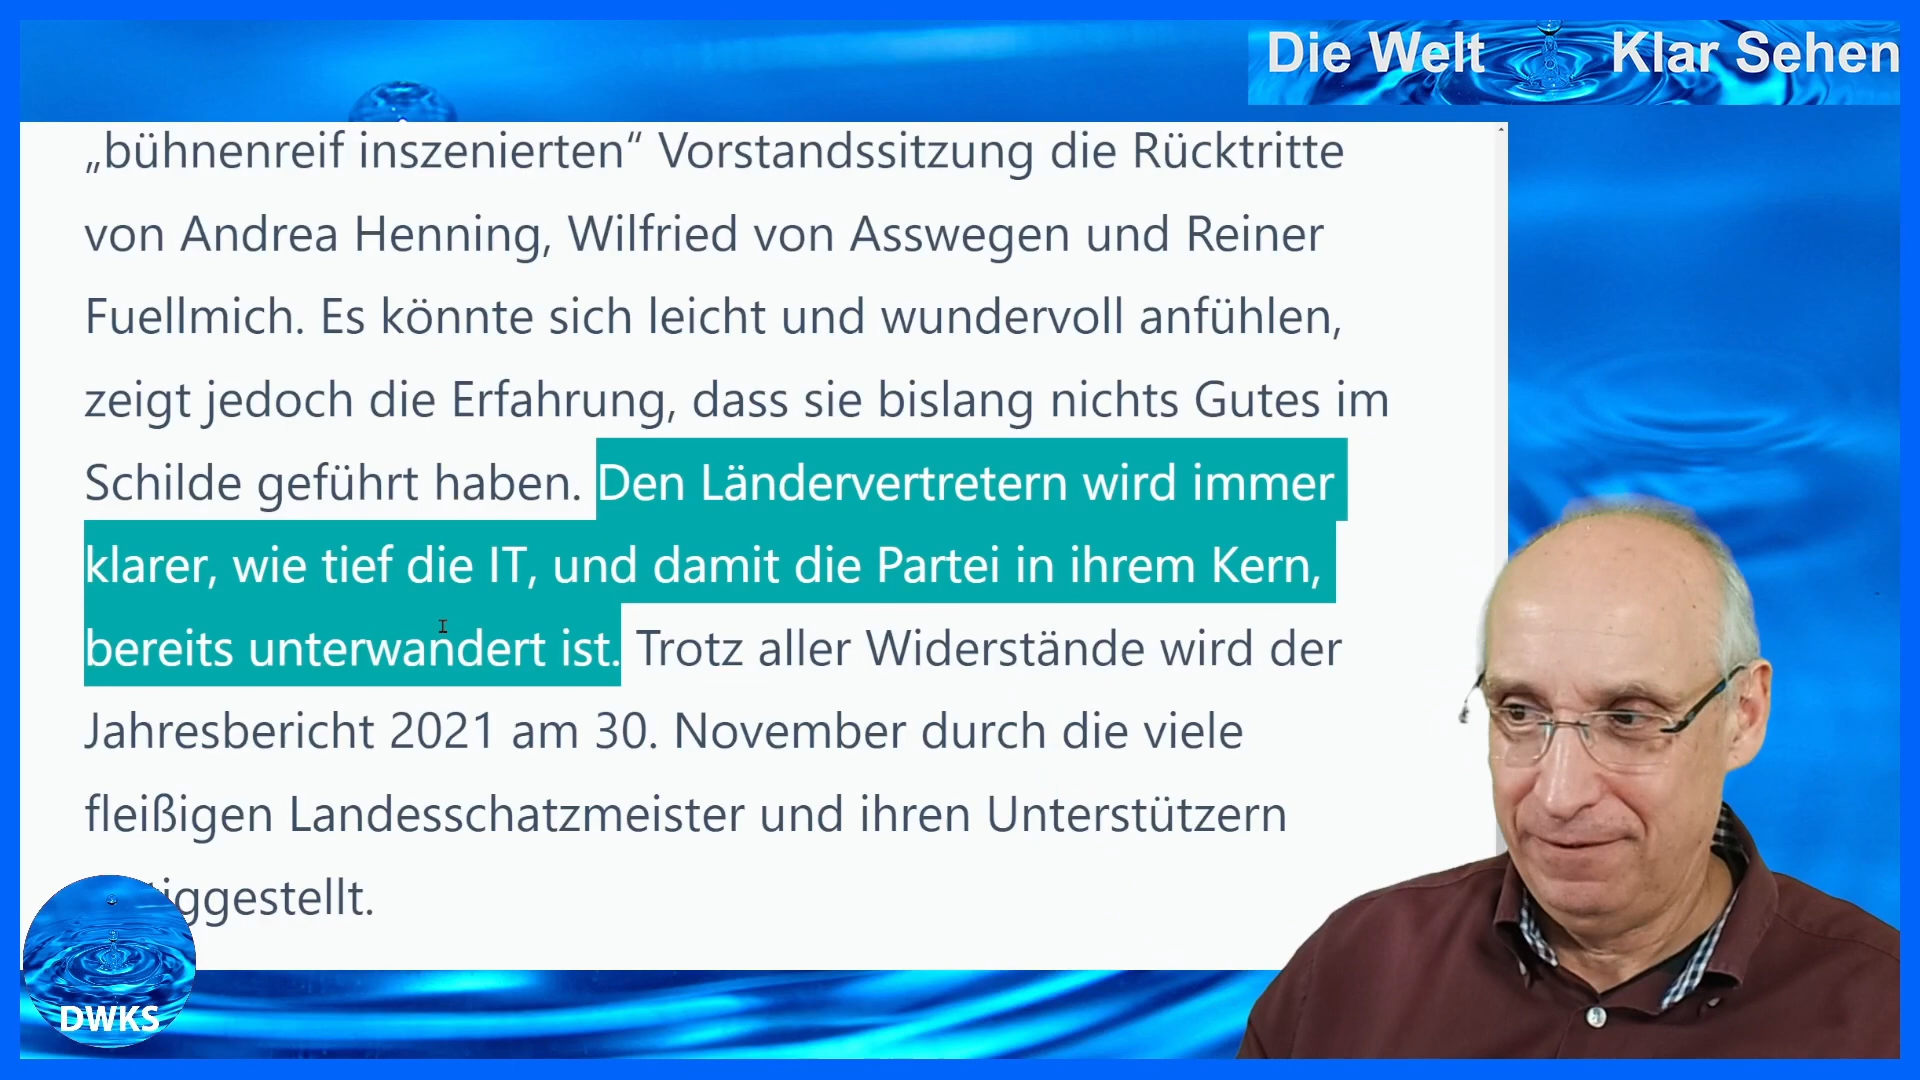 Die Welt Klar Sehen
„bühnenreif inszenierten“ Vorstandssitzung die Rücktritte
von Andrea Henning, Wilfried von Asswegen und Reiner
Fuellmich. Es könnte sich leicht und wundervoll anfühlen,
zeigt jedoch die Erfahrung, dass sie bislang nichts Gutes im
Schilde geführt haben. Den Ländervertretern wird immer
klarer, wie tief die IT, und damit die Partei in ihrem Kern,
bereits unterwandert ist. Trotz aller Widerstände wird der
Jahresbericht 2021 am 30. November durch die viele
fleißigen Landesschatzmeister und ihren Unterstützern
iggestellt.
DWKS